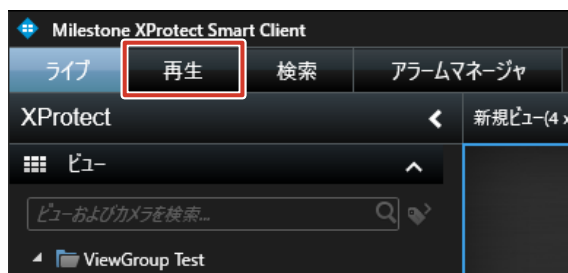 Milestone XProtect Smart Client
ライブ 再生 検索 アラームマネージャ
XProtect 新規ビュー(4 x
ビュー
ビューおよびカメラを検索...
ViewGroup Test